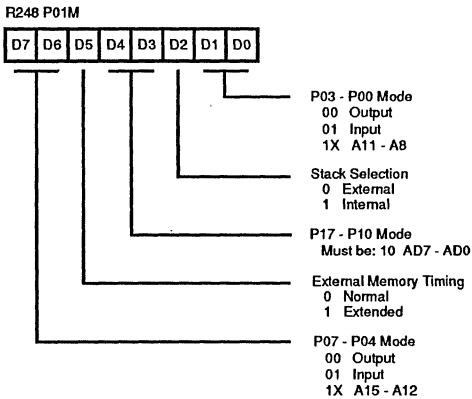 R248 P01M
D7 D6 D5 D4 D3 D2 D1 D0
P03 - P00 Mode
00 Output
01 Input
1X A11 - A8
Stack Selection
0 External
1 Internal
P17 - P10 Mode
Must be: 10 AD7 - AD0
External Memory Timing
0 Normal
1 Extended
P07 - P04 Mode
00 Output
01 Input
1X A15 - A12